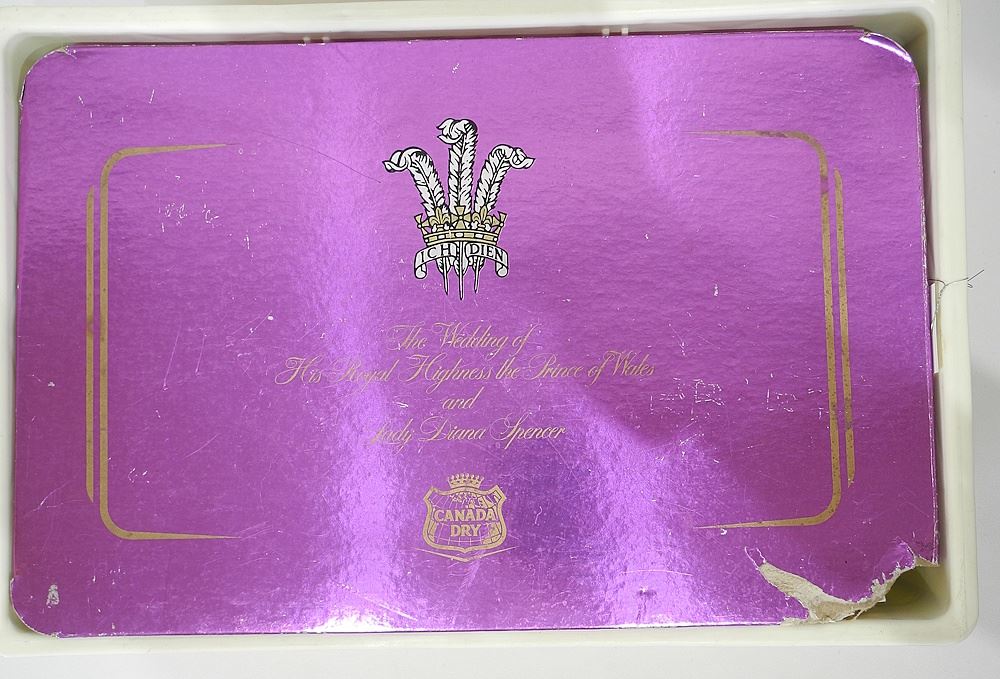 ICH DIEN
The Wedding of
His Royal Highness the Prince of Wales
and
Lady Diana Spencer
CANADA
DRY